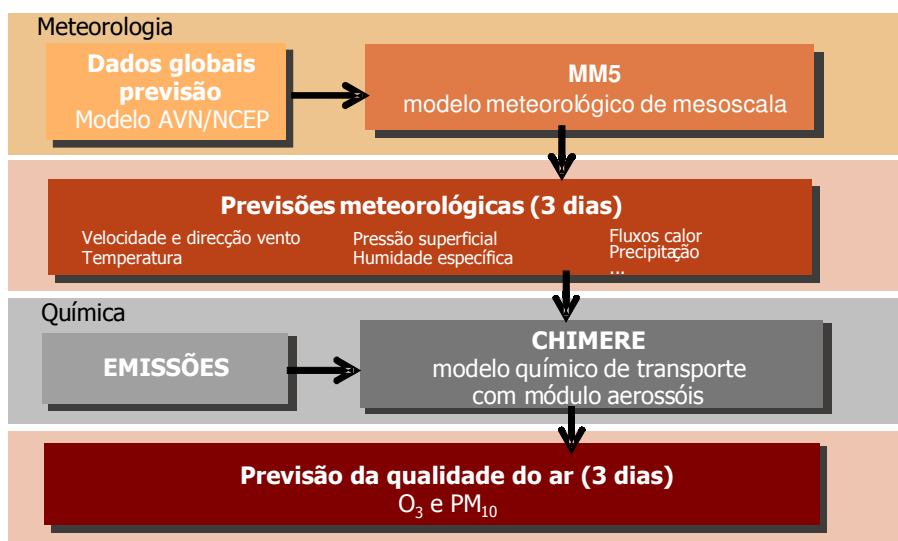 Meteorologia
Dados globais
previsão
Modelo AVN/NCEP
MM5
modelo meteorológico de mesoscala
Previsões meteorológicas (3 dias)
Velocidade e direcção vento
Temperatura
Pressão superficial
Humidade específica
Fluxos calor
Precipitação
...
Química
EMISSÕES
CHIMERE
modelo químico de transporte
com módulo aerossóis
Previsão da qualidade do ar (3 dias)
O₃ e PM₁₀